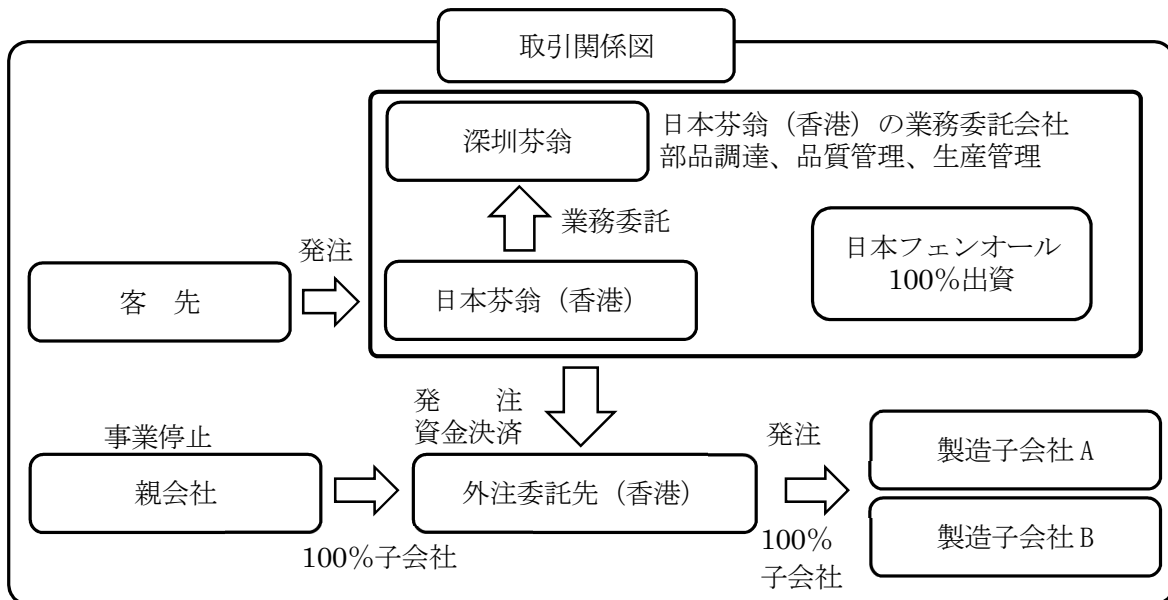 取引関係図
深圳芬翁
日本芬翁（香港）の業務委託会社
部品調達、品質管理、生産管理
業務委託
日本フェンオール
100％出資
発注
客　先
日本芬翁（香港）
発　　注
資金決済
事業停止
親会社
100％子会社
外注委託先（香港）
発注
100％
子会社
製造子会社 A
製造子会社 B